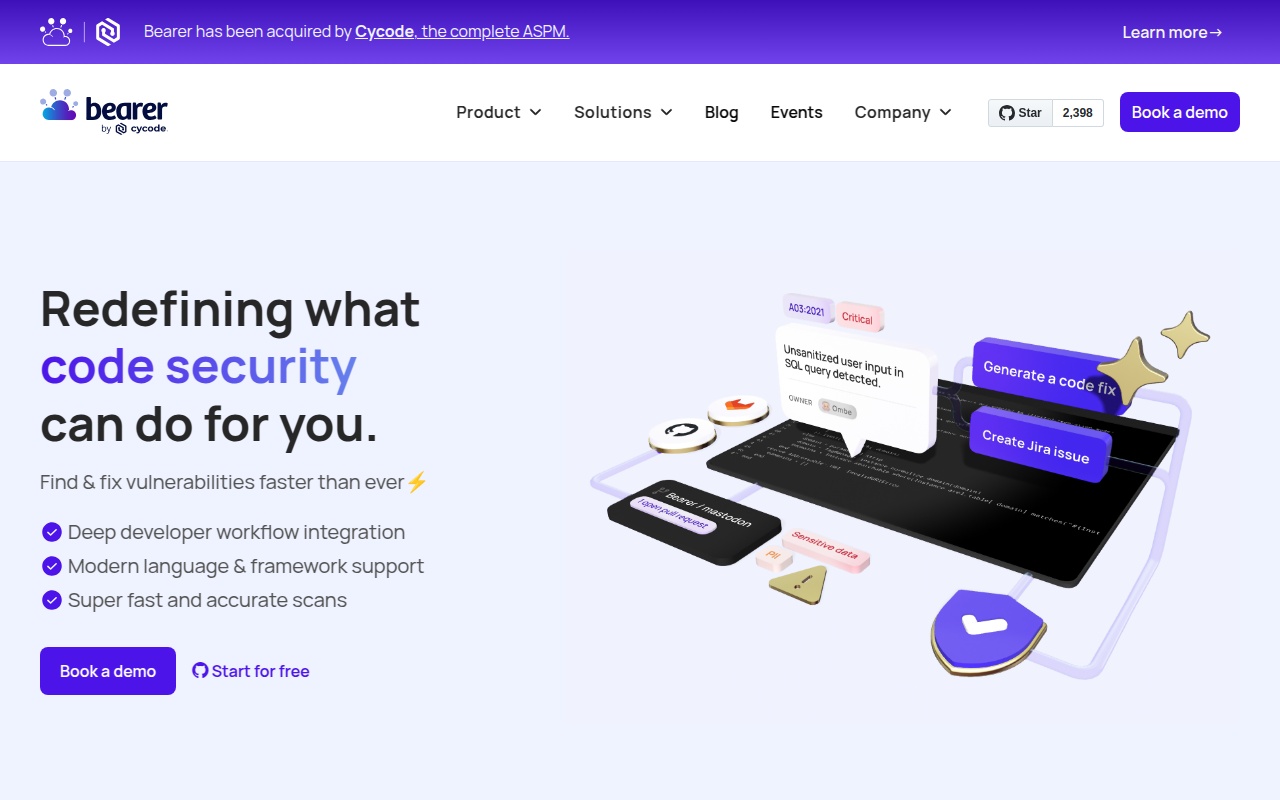 Bearer has been acquired by Cycode, the complete ASPM.
Learn more→
bearer
by cycode
Product
Solutions
Blog
Events
Company
Star
2,398
Book a demo
Redefining what
code security
can do for you.
Find & fix vulnerabilities faster than ever⚡
Deep developer workflow integration
Modern language & framework support
Super fast and accurate scans
Book a demo
Start for free
A03:2021
Critical
Unsanitized user input in
SQL query detected.
OWNER
Ombe
Generate a code fix
Create Jira issue
Bearer / mastodon
1 open pull request
Sensitive data
PII